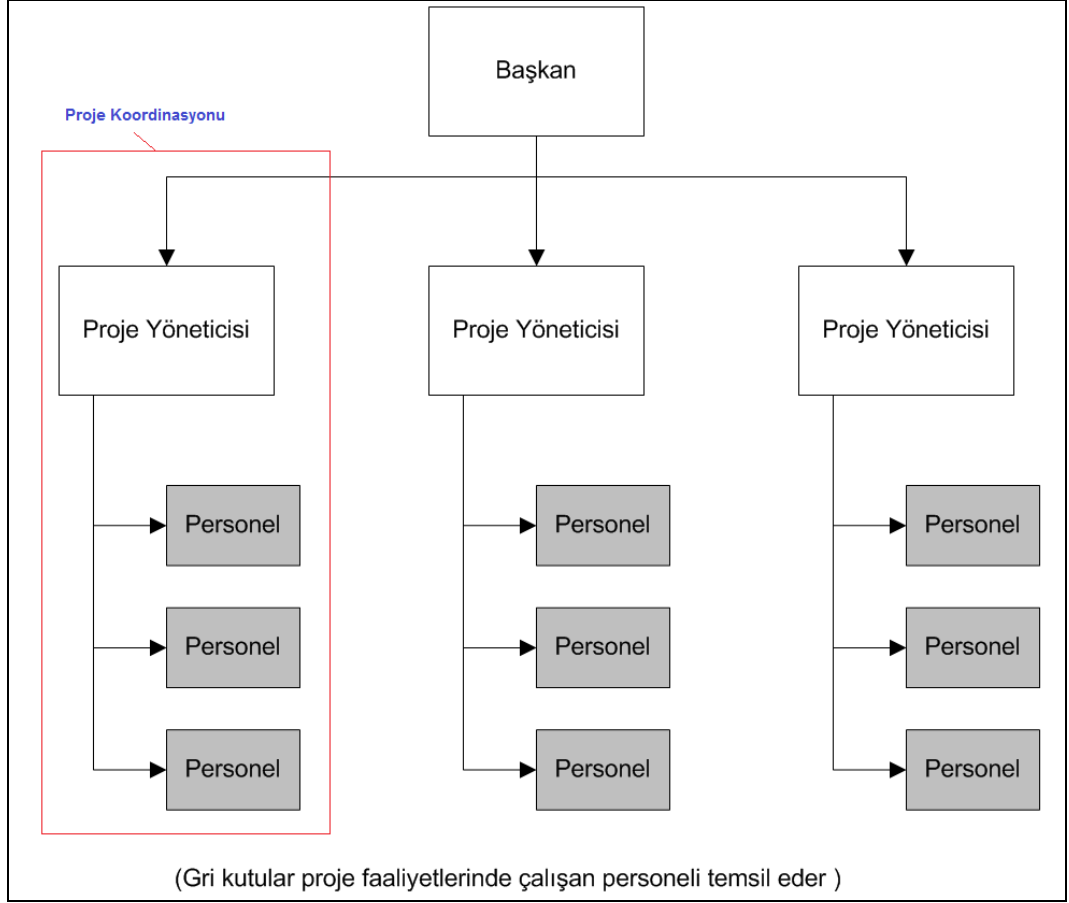 Başkan
Proje Koordinasyonu
Proje Yöneticisi
Proje Yöneticisi
Proje Yöneticisi
Personel
Personel
Personel
Personel
Personel
Personel
Personel
Personel
Personel
(Gri kutular proje faaliyetlerinde çalışan personeli temsil eder )